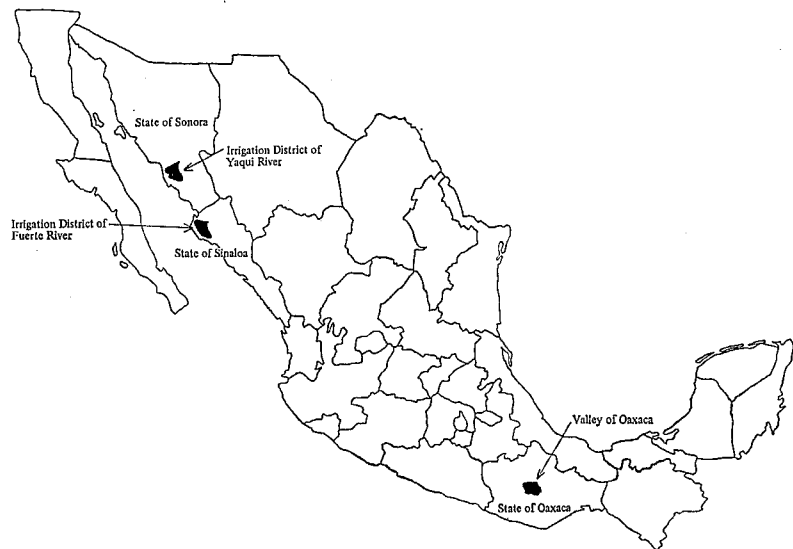 State of Sonora
Irrigation District of
Yaqui River
Irrigation District of
Fuerte River
State of Sinaloa
Valley of Oaxaca
State of Oaxaca